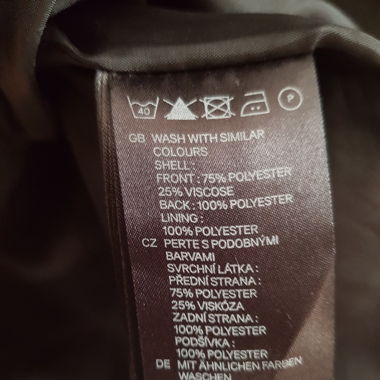 40 P
GB WASH WITH SIMILAR
COLOURS
SHELL :
FRONT : 75% POLYESTER
25% VISCOSE
BACK : 100% POLYESTER
LINING :
100% POLYESTER
CZ PERTE S PODOBNÝMI
BARVAMI
SVRCHNÍ LÁTKA :
PŘEDNÍ STRANA :
75% POLYESTER
25% VISKÓZA
ZADNÍ STRANA :
100% POLYESTER
PODŠÍVKA :
100% POLYESTER
DE MIT ÄHNLICHEN FARBEN
WASCHEN